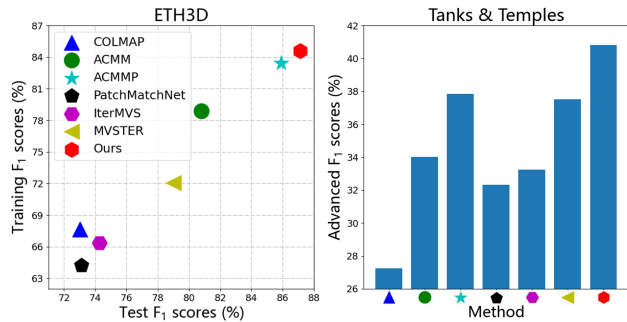 ETH3D
Training F₁ scores (%)
87
84
81
78
75
72
69
66
63
COLMAP
ACMM
ACMMP
PatchMatchNet
IterMVS
MVSTER
Ours
72 74 76 78 80 82 84 86 88
Test F₁ scores (%)
Tanks & Temples
Advanced F₁ scores (%)
42
40
38
36
34
32
30
28
26
Method